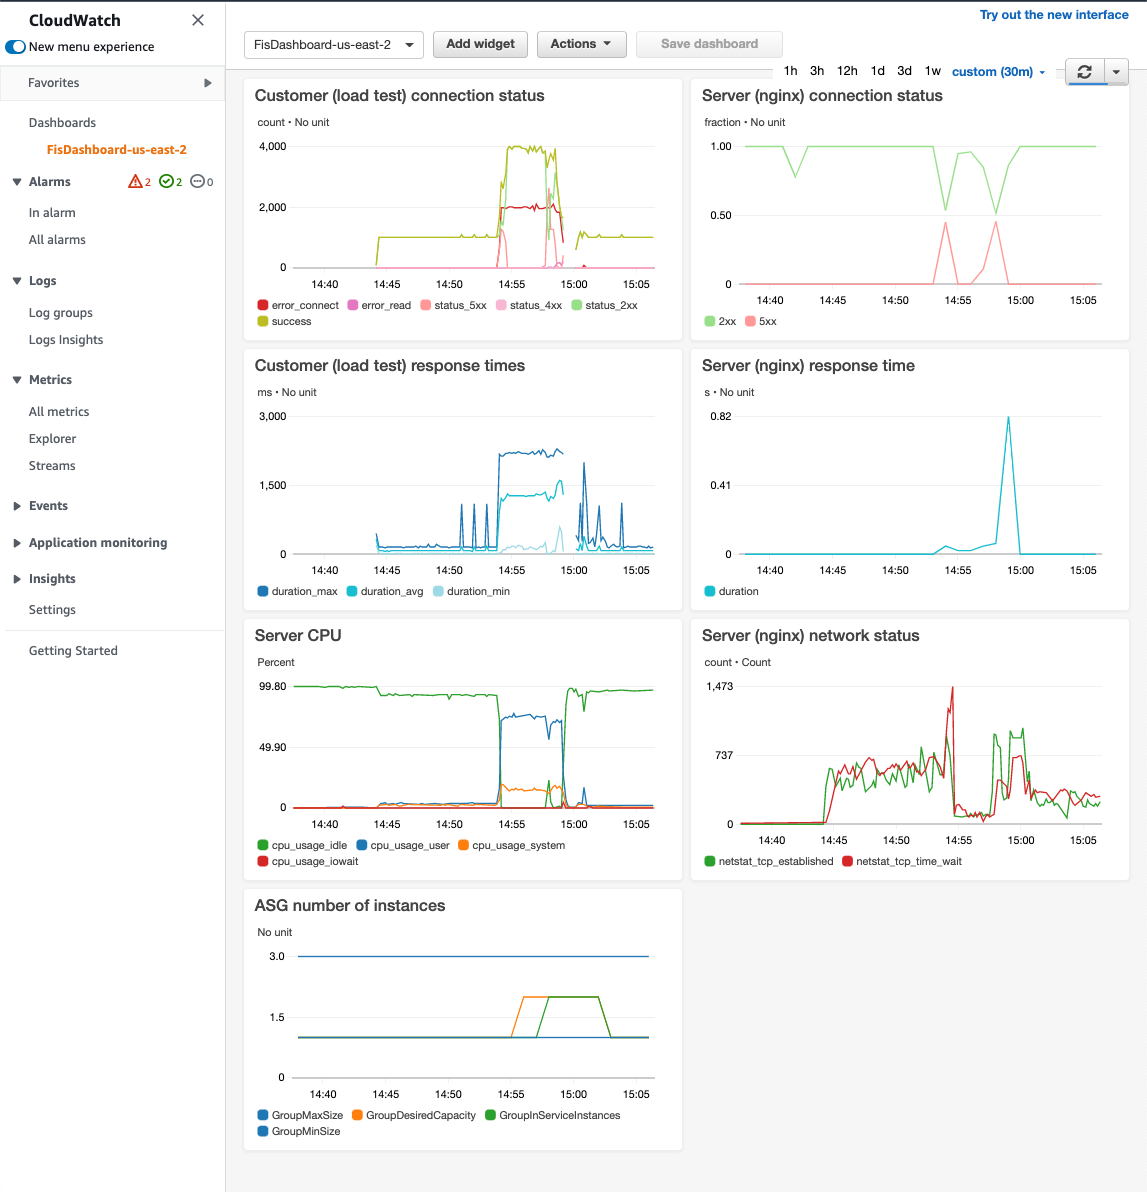 CloudWatch
New menu experience
Favorites
Dashboards
FisDashboard-us-east-2
Alarms 2 2 0
In alarm
All alarms
Logs
Log groups
Logs Insights
Metrics
All metrics
Explorer
Streams
Events
Application monitoring
Insights
Settings
Getting Started
Try out the new interface
FisDashboard-us-east-2 Add widget Actions Save dashboard
1h 3h 12h 1d 3d 1w custom (30m)
Customer (load test) connection status
count • No unit
4,000
2,000
0
14:40 14:45 14:50 14:55 15:00 15:05
error_connect error_read status_5xx status_4xx status_2xx
success
Server (nginx) connection status
fraction • No unit
1.00
0.50
0
14:40 14:45 14:50 14:55 15:00 15:05
2xx 5xx
Customer (load test) response times
ms • No unit
3,000
1,500
0
14:40 14:45 14:50 14:55 15:00 15:05
duration_max duration_avg duration_min
Server (nginx) response time
s • No unit
0.82
0.41
0
14:40 14:45 14:50 14:55 15:00 15:05
duration
Server CPU
Percent
99.80
49.90
0
14:40 14:45 14:50 14:55 15:00 15:05
cpu_usage_idle cpu_usage_user cpu_usage_system
cpu_usage_iowait
Server (nginx) network status
count • Count
1,473
737
0
14:40 14:45 14:50 14:55 15:00 15:05
netstat_tcp_established netstat_tcp_time_wait
ASG number of instances
No unit
3.0
1.5
0
14:40 14:45 14:50 14:55 15:00 15:05
GroupMaxSize GroupDesiredCapacity GroupInServiceInstances
GroupMinSize